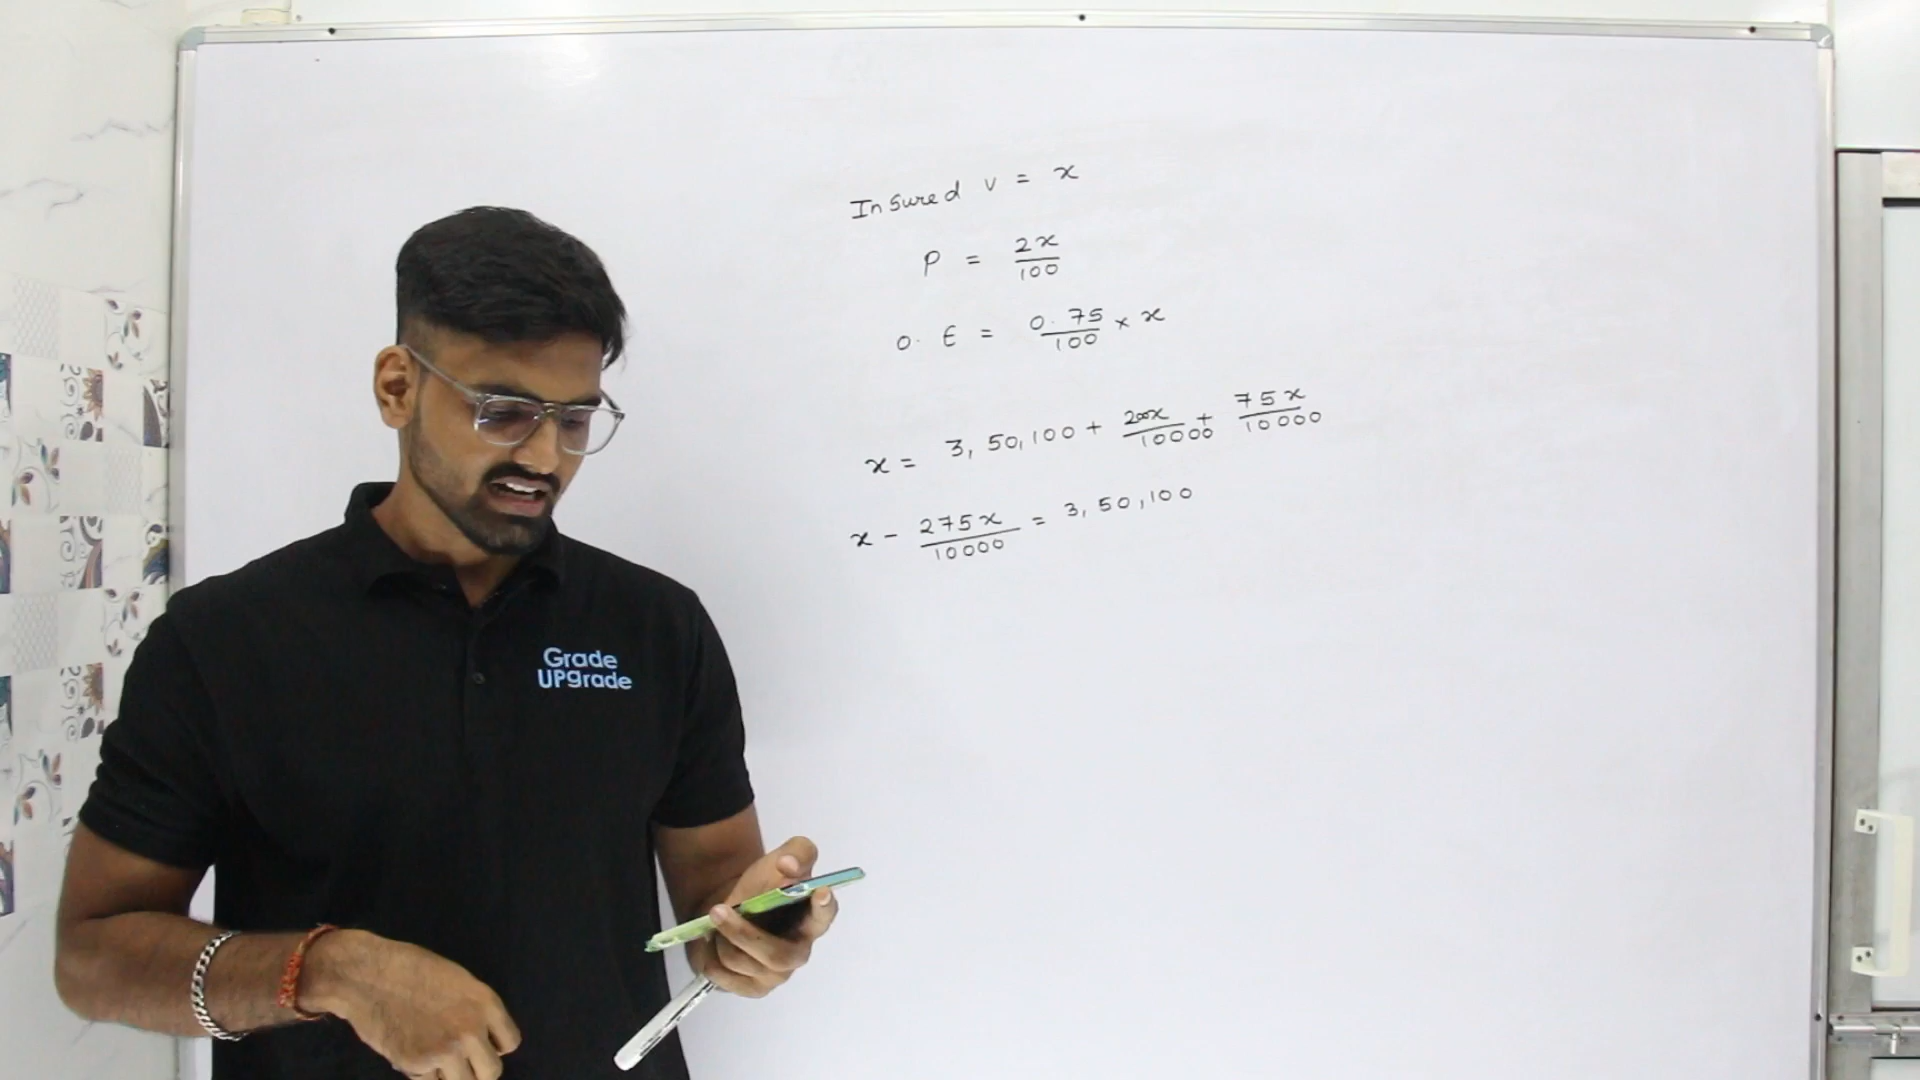 Insured V = x
P = 2x/100
O.E = 0.75/100 × x
x = 3,50,100 + 200x/10000 + 75x/10000
x - 275x/10000 = 3,50,100
Grade
UPgrade